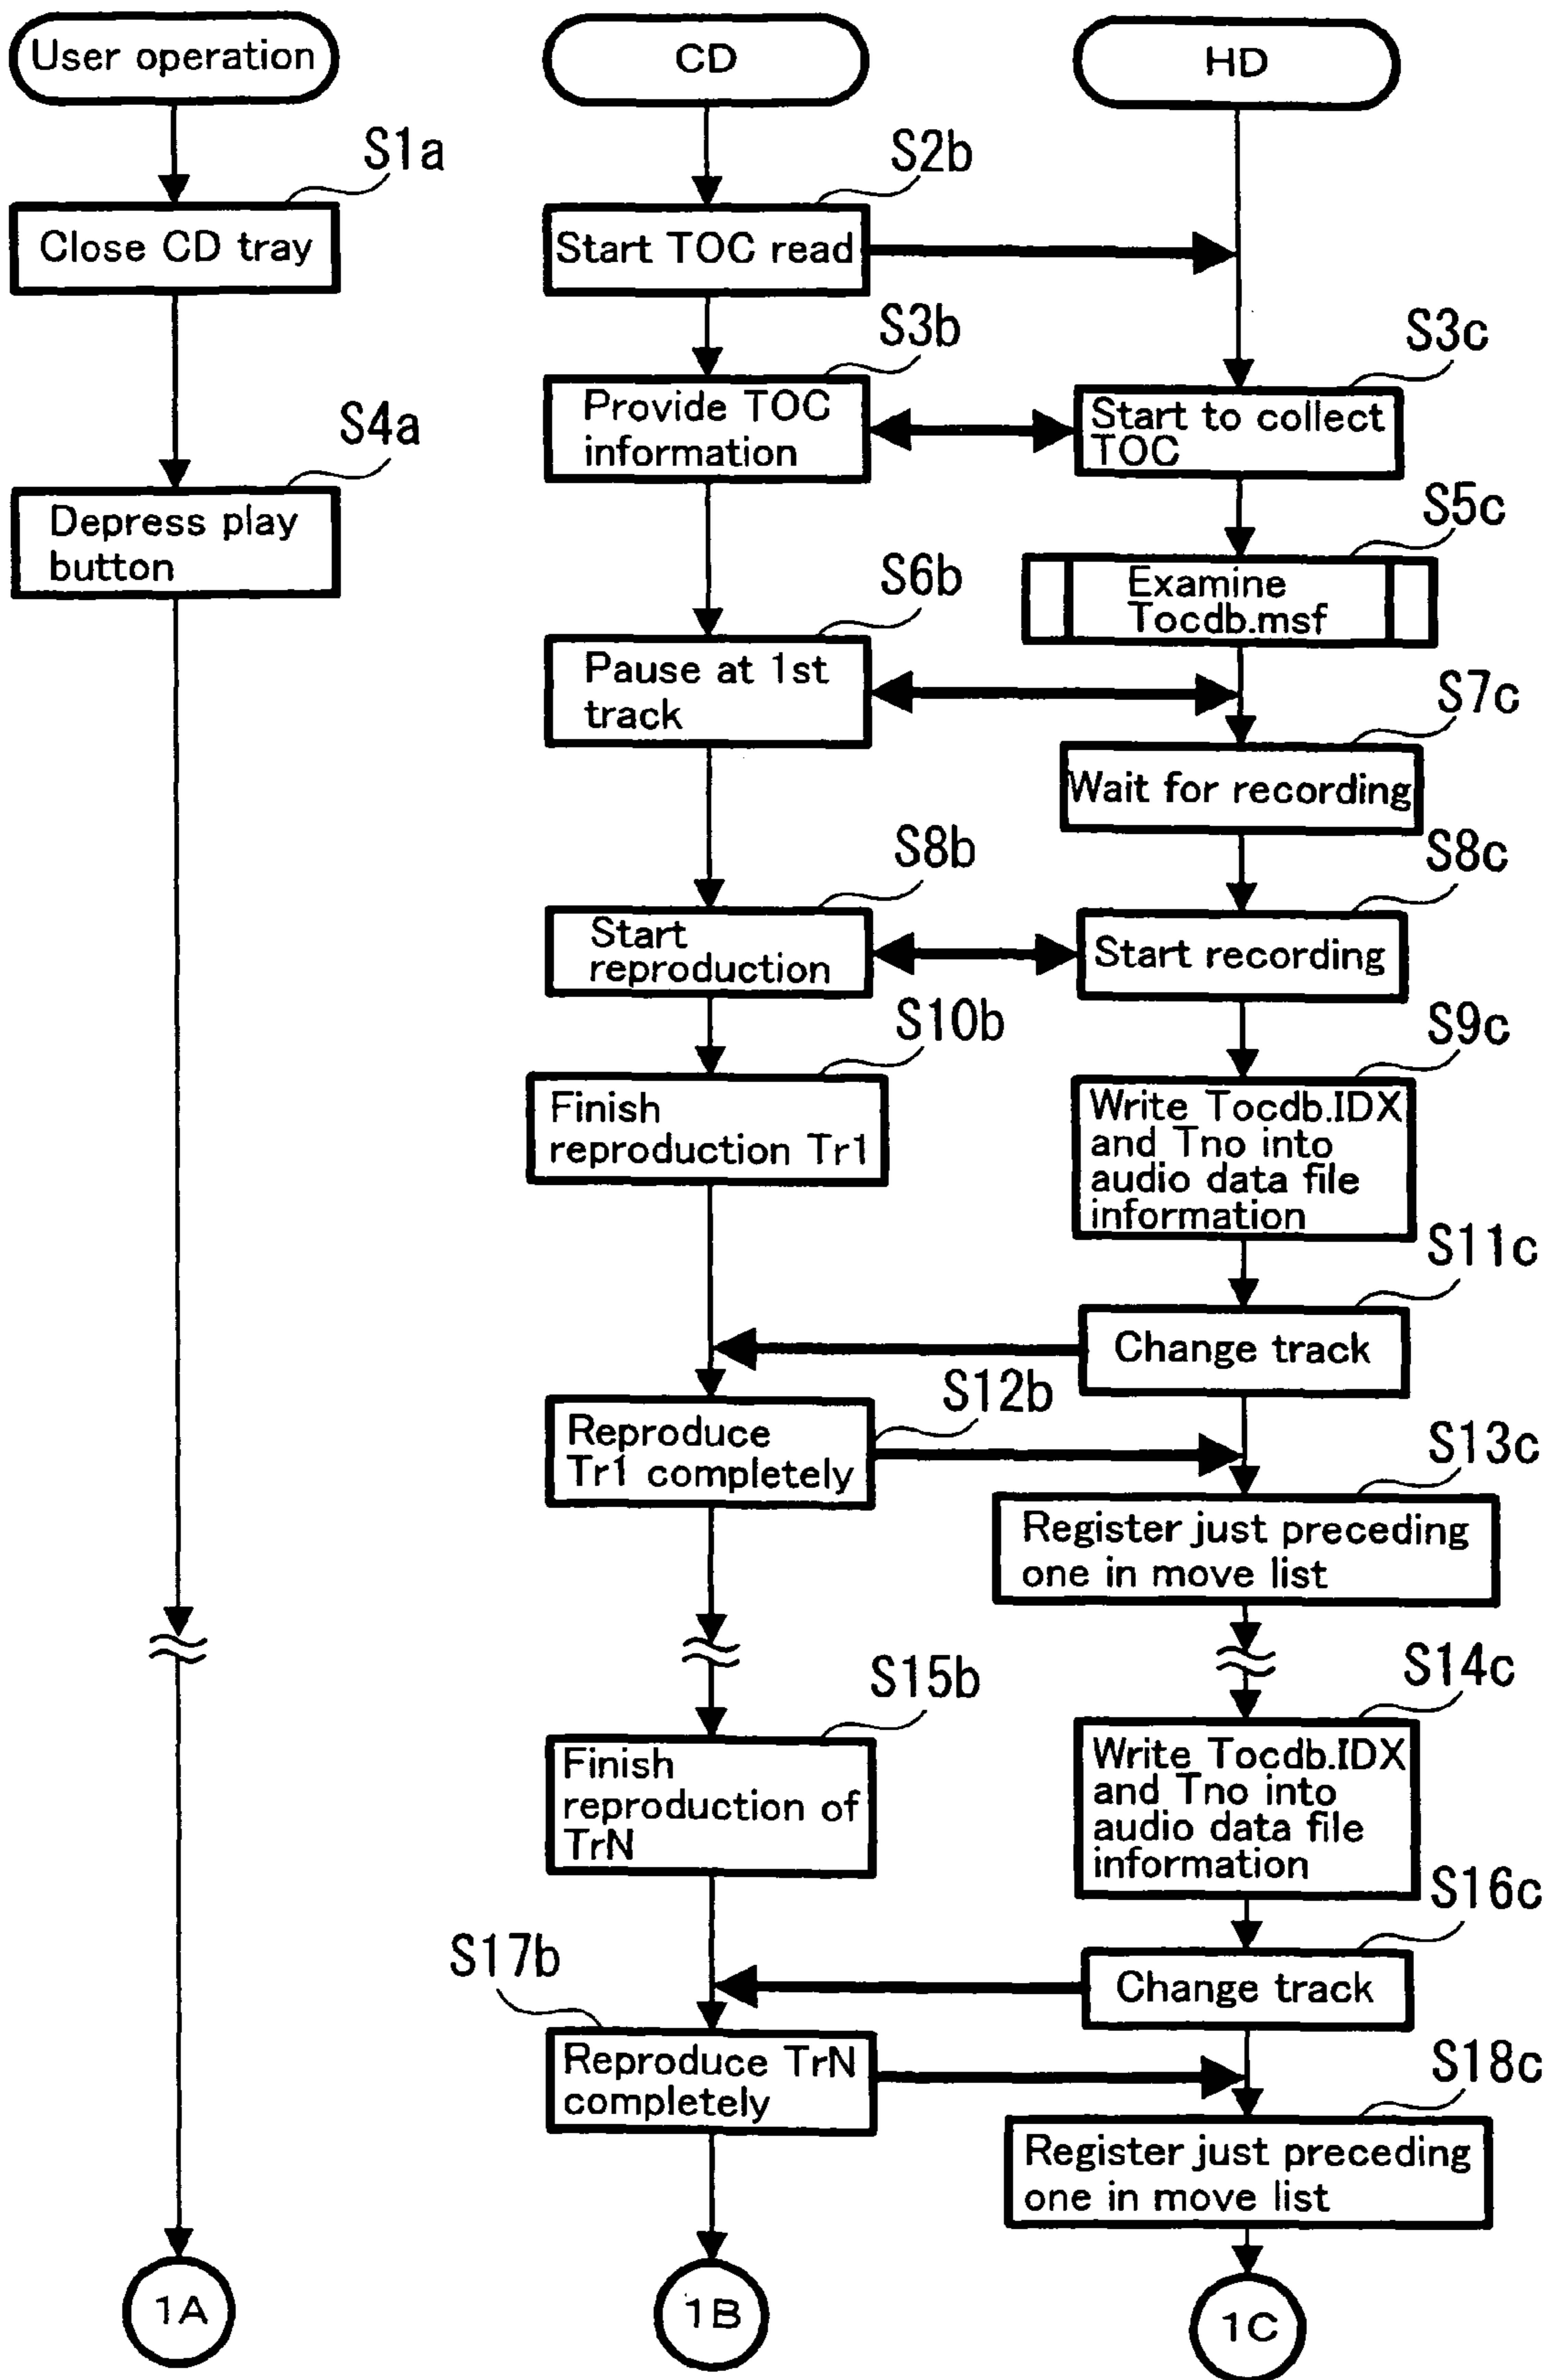 User operation
CD
HD
S1a
Close CD tray
S2b
Start TOC read
S3b
Provide TOC
information
S3c
Start to collect
TOC
S4a
Depress play
button
S5c
Examine
Tocdb.msf
S6b
Pause at 1st
track
S7c
Wait for recording
S8b
Start
reproduction
S8c
Start recording
S10b
Finish
reproduction Tr1
S9c
Write Tocdb.IDX
and Tno into
audio data file
information
S11c
Change track
S12b
Reproduce
Tr1 completely
S13c
Register just preceding
one in move list
S14c
Write Tocdb.IDX
and Tno into
audio data file
information
S15b
Finish
reproduction of
TrN
S16c
Change track
S17b
Reproduce TrN
completely
S18c
Register just preceding
one in move list
1A
1B
1C